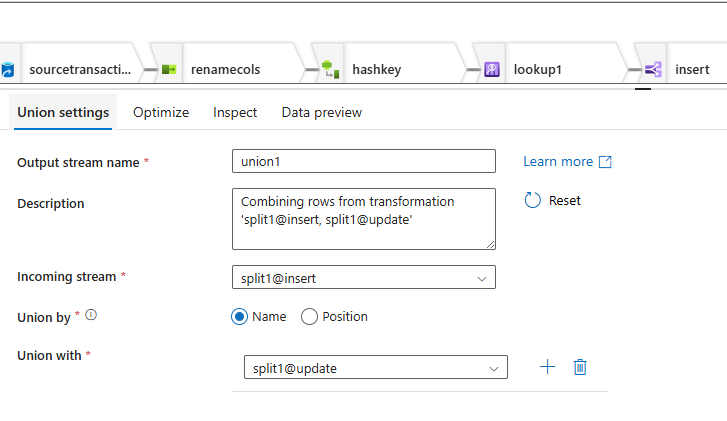 sourcetransacti...
renamecols
hashkey
lookup1
insert
Union settings
Optimize
Inspect
Data preview
Output stream name *
union1
Learn more
Description
Combining rows from transformation
'split1@insert, split1@update'
Reset
Incoming stream *
split1@insert
Union by *
Name
Position
Union with *
split1@update